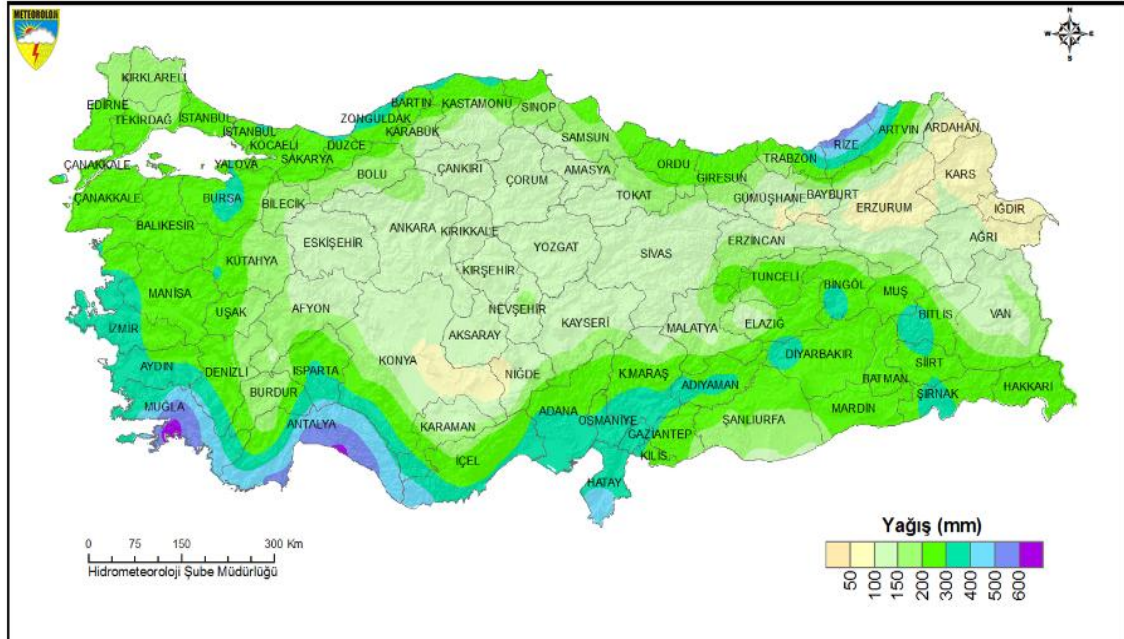 METEOROLOJİ
N
W E
S
KIRKLARELİ
EDİRNE
TEKİRDAĞ
İSTANBUL
İSTANBUL
KOCAELİ
SAKARYA
DÜZCE
ZONGULDAK
BARTIN
KARABÜK
KASTAMONU
SİNOP
SAMSUN
ORDU
GİRESUN
TRABZON
RİZE
ARTVİN
ARDAHAN
KARS
IĞDIR
ÇANAKKALE
ÇANAKKALE
YALOVA
BURSA
BİLECİK
BOLU
ÇANKIRI
ÇORUM
AMASYA
TOKAT
GÜMÜŞHANE
BAYBURT
ERZURUM
AĞRI
BALIKESİR
KÜTAHYA
ESKİŞEHİR
ANKARA
KIRIKKALE
YOZGAT
SİVAS
ERZİNCAN
TUNCELİ
BİNGÖL
MUŞ
BİTLİS
VAN
MANİSA
UŞAK
AFYON
KIRŞEHİR
NEVŞEHİR
KAYSERİ
MALATYA
ELAZIĞ
İZMİR
AKSARAY
KONYA
NİĞDE
DİYARBAKIR
SİİRT
BATMAN
AYDIN
DENİZLİ
ISPARTA
BURDUR
K.MARAŞ
ADIYAMAN
ŞIRNAK
HAKKARİ
MARDİN
MUĞLA
ANTALYA
KARAMAN
ADANA
OSMANİYE
GAZİANTEP
ŞANLIURFA
İÇEL
KİLİS
HATAY
0 75 150 300 Km
Hidrometeoroloji Şube Müdürlüğü
Yağış (mm)
50 100 150 200 300 400 500 600